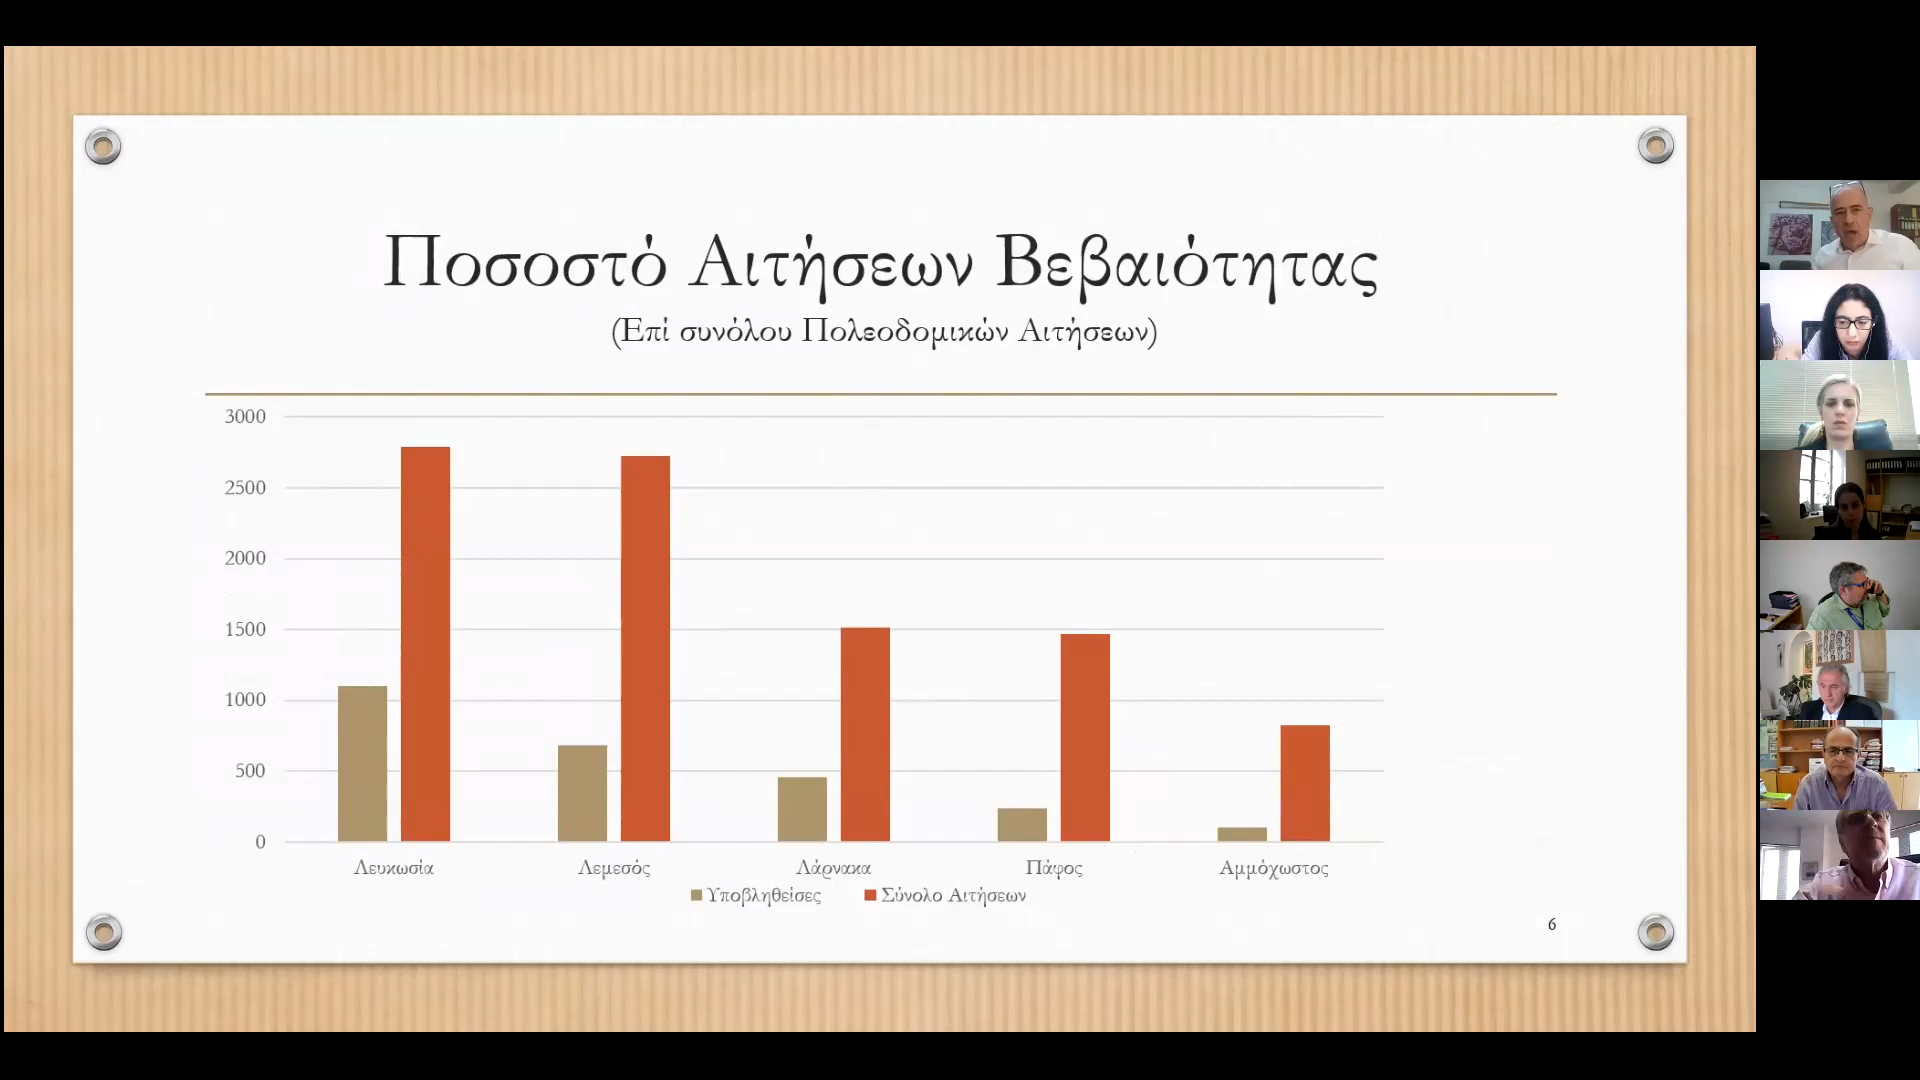 Ποσοστό Αιτήσεων Βεβαιότητας
(Επί συνόλου Πολεοδομικών Αιτήσεων)
3000
2500
2000
1500
1000
500
0
Λευκωσία Λεμεσός Λάρνακα Πάφος Αμμόχωστος
Υποβληθείσες Σύνολο Αιτήσεων
6